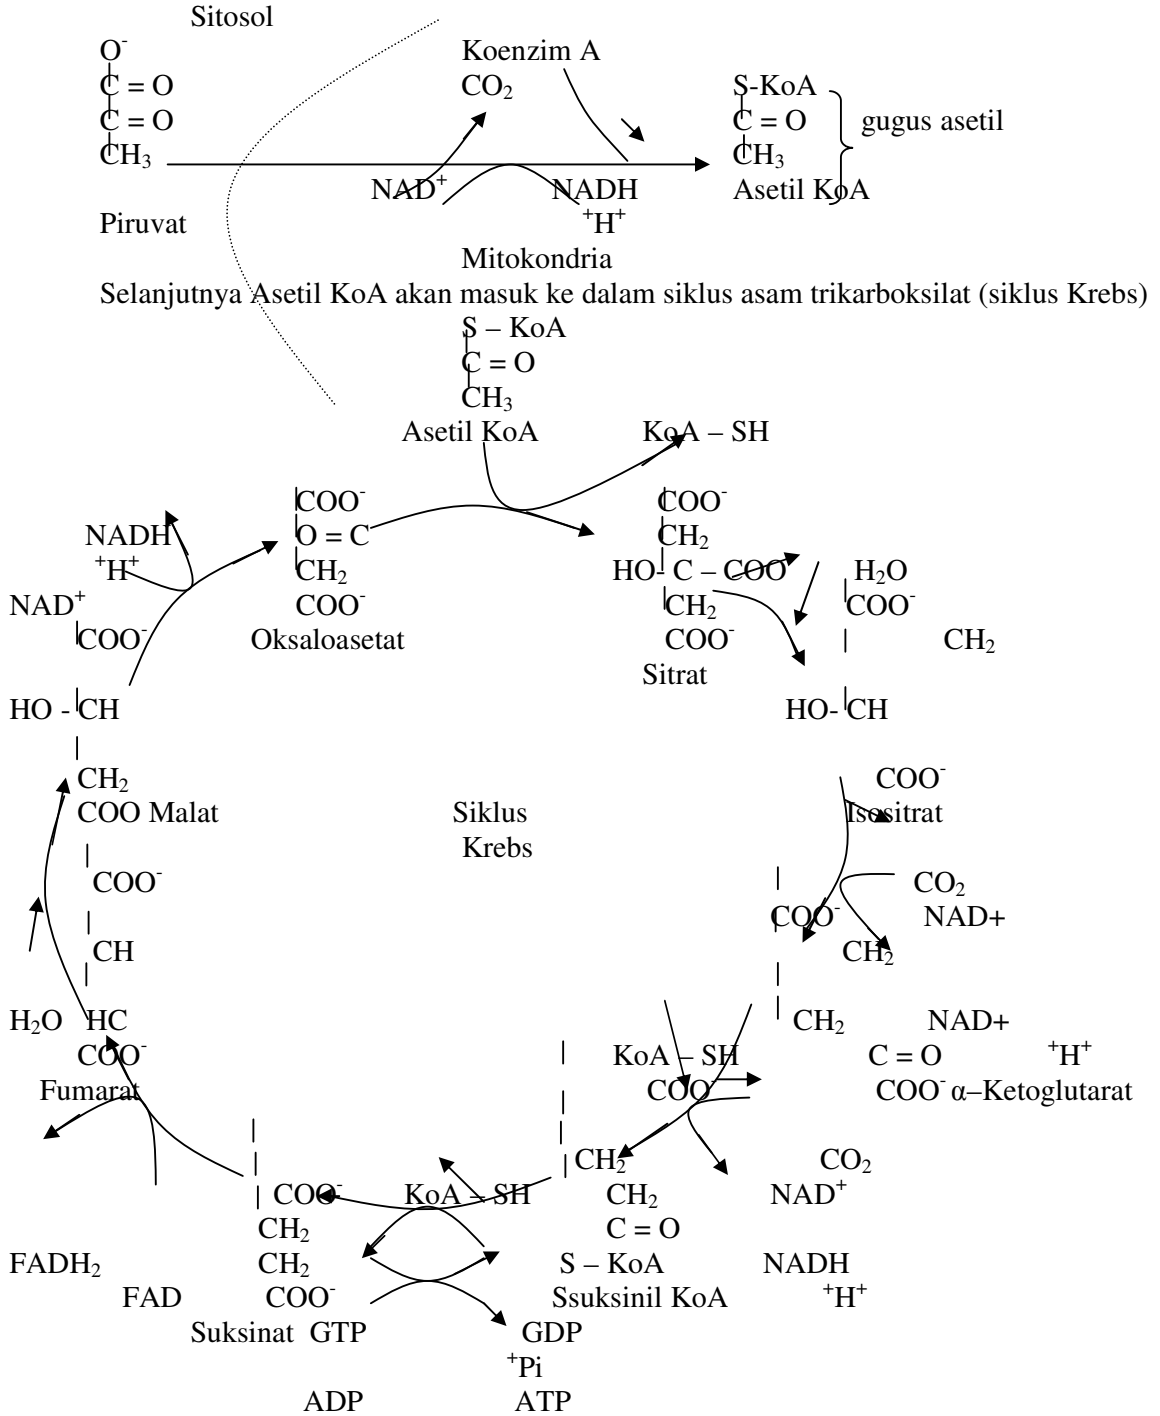 Sitosol
O⁻ Koenzim A
C = O CO₂ S-KoA
C = O C = O gugus asetil
CH₃ CH₃
NAD⁺ NADH Asetil KoA
Piruvat ⁺H⁺
Mitokondria
Selanjutnya Asetil KoA akan masuk ke dalam siklus asam trikarboksilat (siklus Krebs)
S – KoA
C = O
CH₃
Asetil KoA KoA – SH
COO⁻ COO⁻
NADH O = C CH₂
⁺H⁺ CH₂ HO- C – COO⁻ H₂O
NAD⁺ COO⁻ CH₂ COO⁻
COO⁻ Oksaloasetat COO⁻ CH₂
Sitrat
HO - CH HO- CH
CH₂ COO⁻
COO Malat Siklus Isositrat
Krebs
COO⁻ CO₂
COO⁻ NAD+
CH CH₂
H₂O HC CH₂ NAD+
COO⁻ KoA – SH C = O ⁺H⁺
Fumarat COO⁻ COO⁻ α–Ketoglutarat
CH₂ CO₂
COO⁻ KoA – SH CH₂ NAD⁺
CH₂ C = O
FADH₂ CH₂ S – KoA NADH
FAD COO⁻ Ssuksinil KoA ⁺H⁺
Suksinat GTP GDP
⁺Pi
ADP ATP